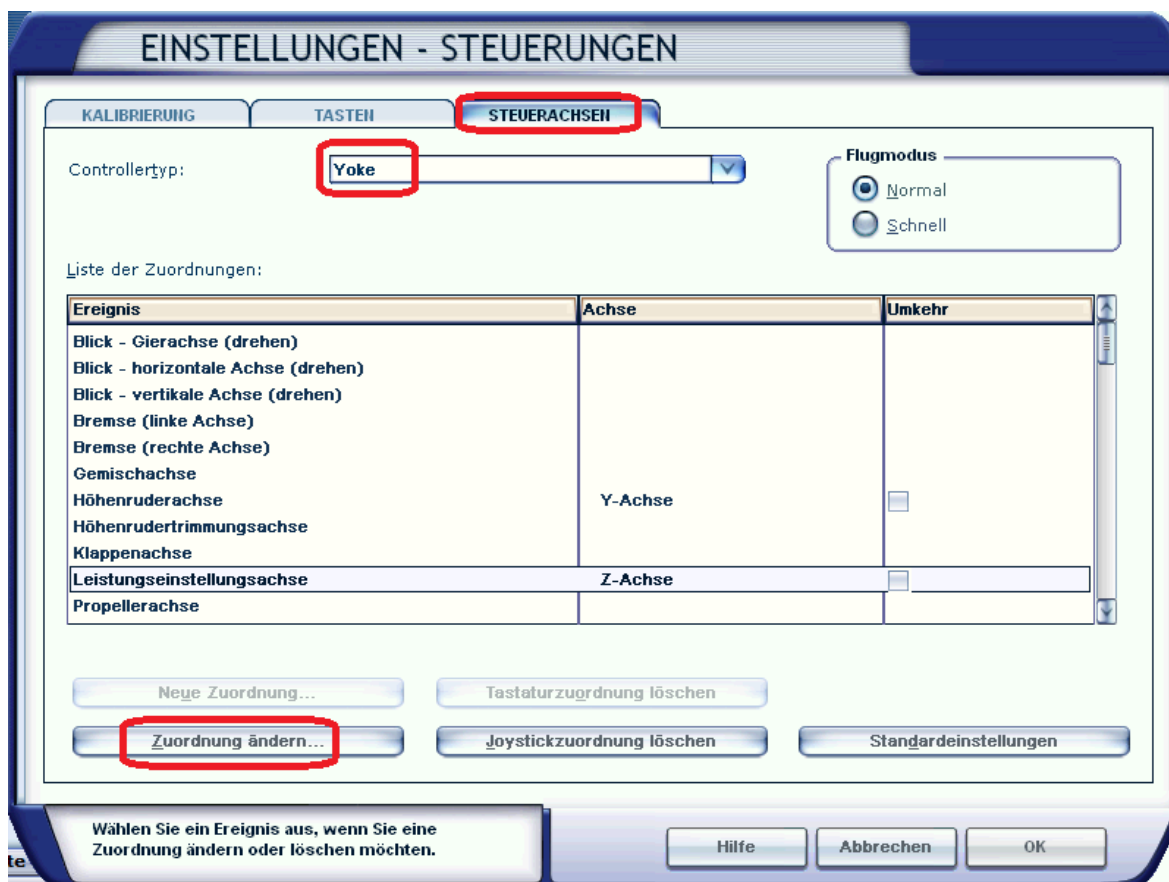 EINSTELLUNGEN - STEUERUNGEN
KALIBRIERUNG TASTEN STEUERACHSEN
Controllertyp: Yoke
Flugmodus
Normal
Schnell
Liste der Zuordnungen:
Ereignis Achse Umkehr
Blick - Gierachse (drehen)
Blick - horizontale Achse (drehen)
Blick - vertikale Achse (drehen)
Bremse (linke Achse)
Bremse (rechte Achse)
Gemischachse
Höhenruderachse Y-Achse
Höhenrudertrimmungsachse
Klappenachse
Leistungseinstellungsachse Z-Achse
Propellerachse
Neue Zuordnung... Tastaturzuordnung löschen
Zuordnung ändern... Joystickzuordnung löschen Standardeinstellungen
Wählen Sie ein Ereignis aus, wenn Sie eine
Zuordnung ändern oder löschen möchten.
Hilfe Abbrechen OK
te